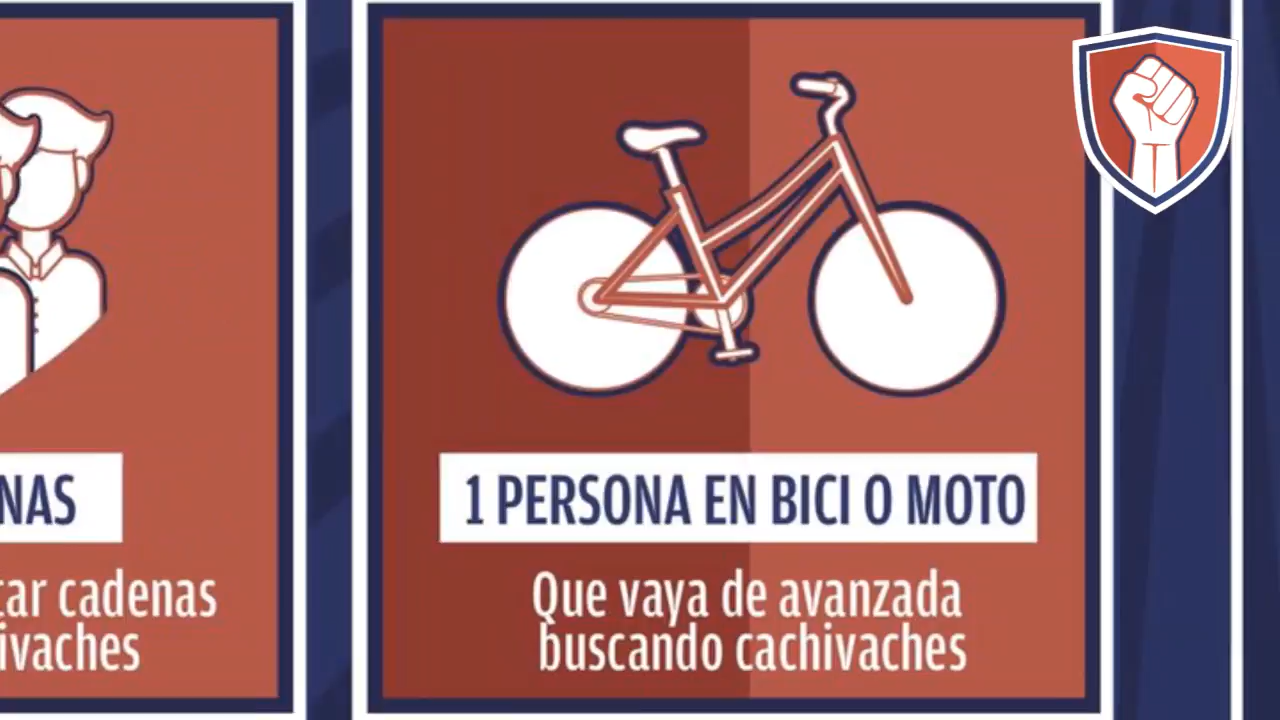 NAS
car cadenas
ivaches
1 PERSONA EN BICI O MOTO
Que vaya de avanzada
buscando cachivaches